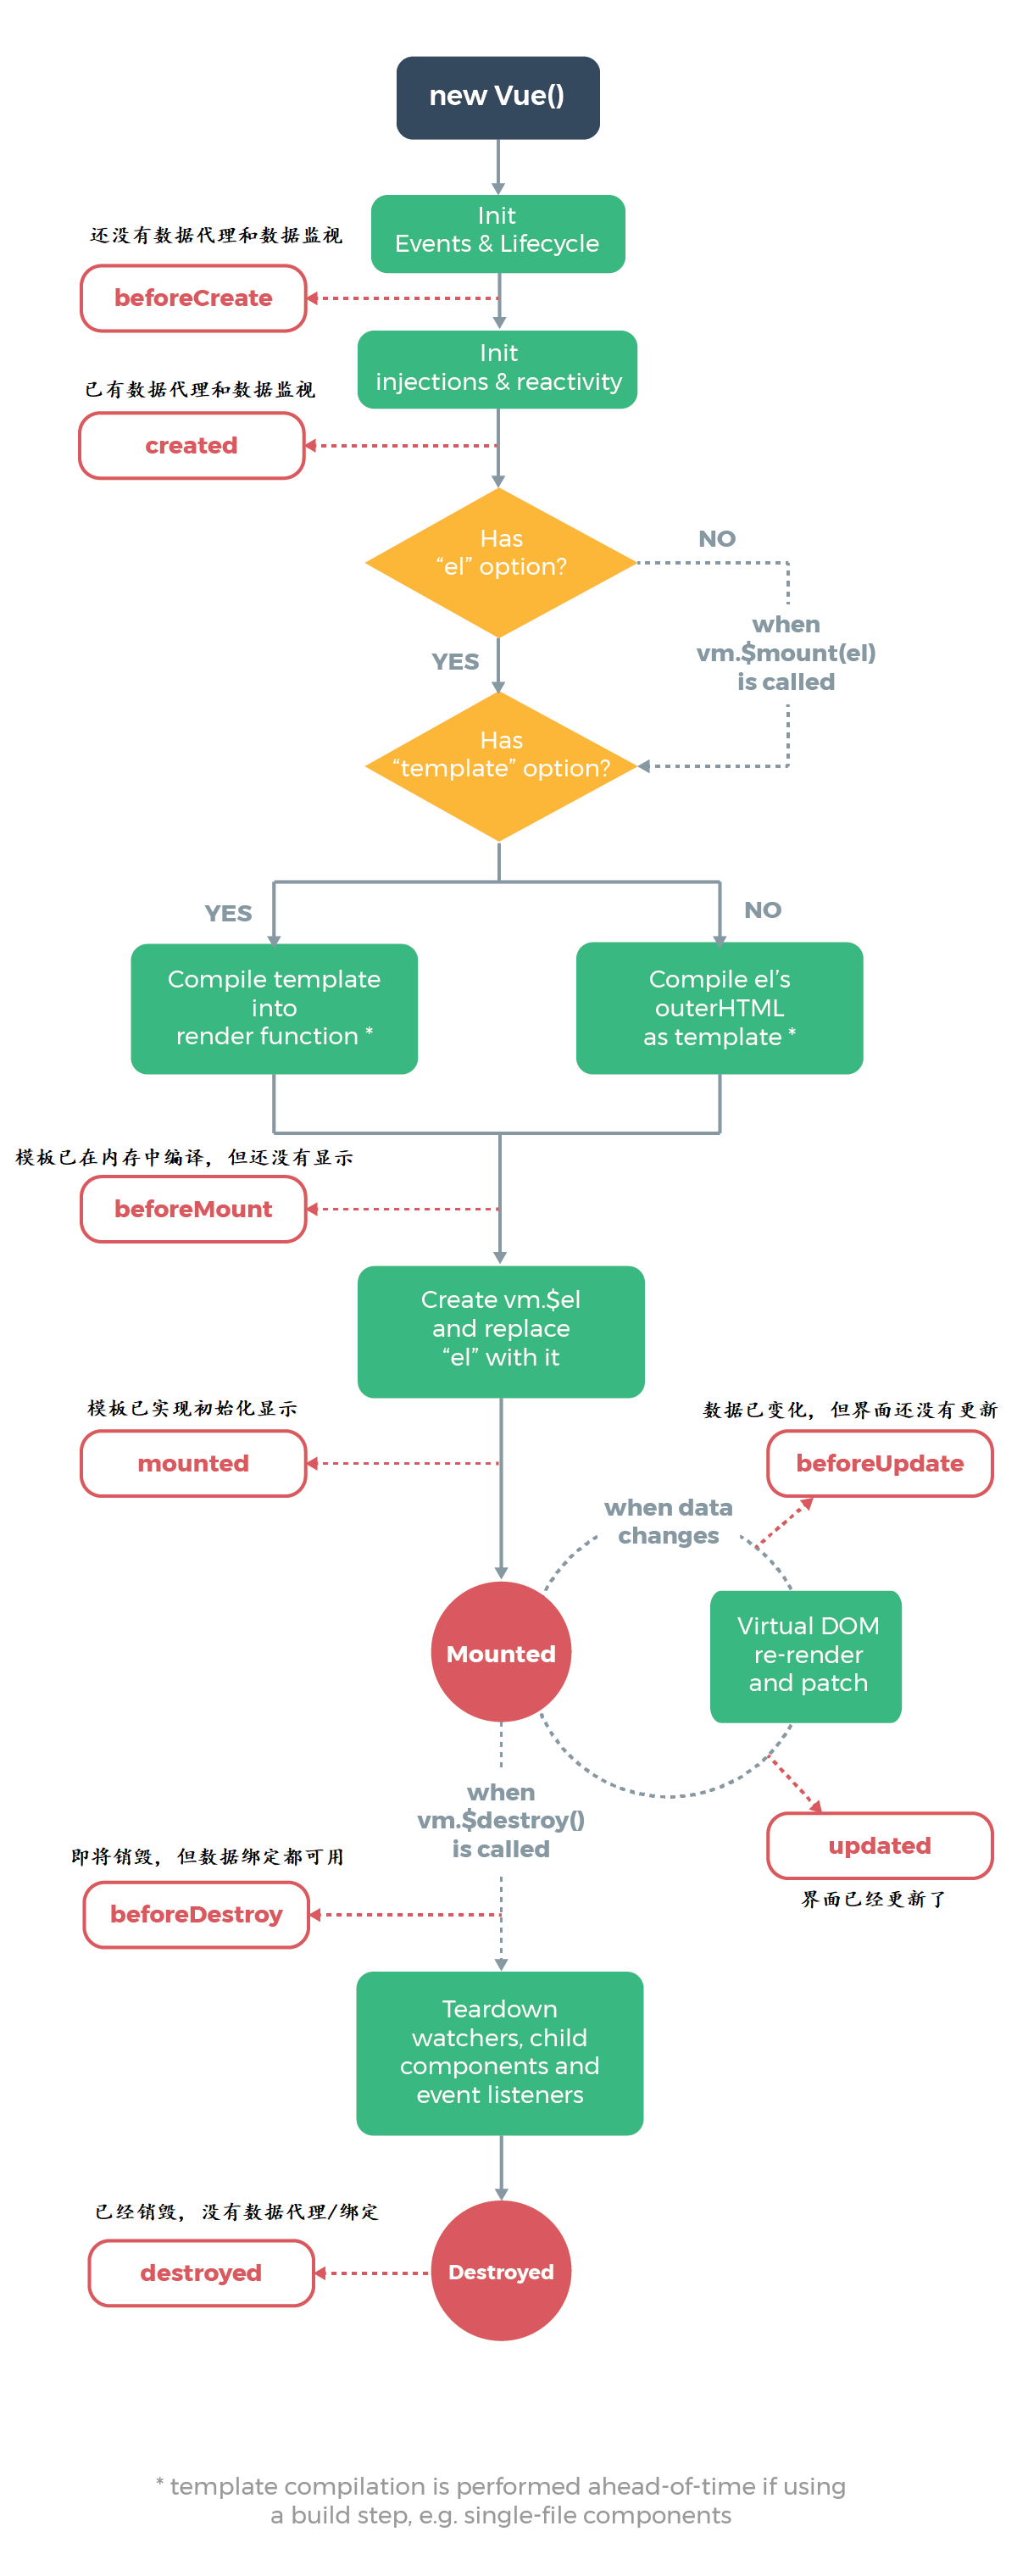 new Vue()
Init
Events & Lifecycle
还没有数据代理和数据监视
beforeCreate
Init
injections & reactivity
已有数据代理和数据监视
created
Has
“el” option?
NO
when
vm.$mount(el)
is called
YES
Has
“template” option?
YES
NO
Compile template
into
render function *
Compile el’s
outerHTML
as template *
模板已在内存中编译，但还没有显示
beforeMount
Create vm.$el
and replace
“el” with it
模板已实现初始化显示
mounted
数据已变化，但界面还没有更新
beforeUpdate
when data
changes
Mounted
Virtual DOM
re-render
and patch
when
vm.$destroy()
is called
updated
界面已经更新了
即将销毁，但数据绑定都可用
beforeDestroy
Teardown
watchers, child
components and
event listeners
已经销毁，没有数据代理/绑定
destroyed
Destroyed
* template compilation is performed ahead-of-time if using
a build step, e.g. single-file components